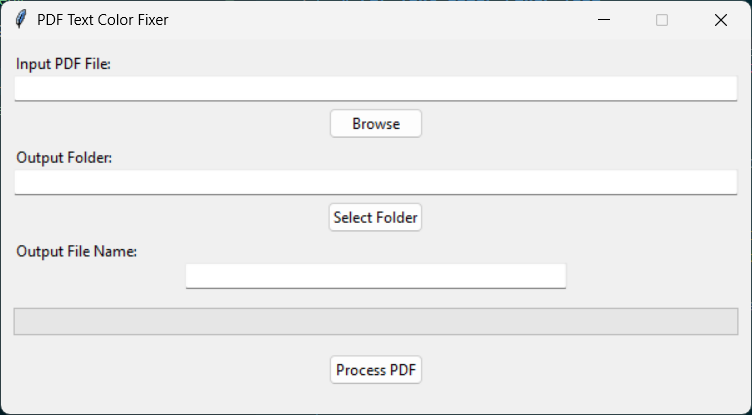 PDF Text Color Fixer
Input PDF File:
Browse
Output Folder:
Select Folder
Output File Name:
Process PDF